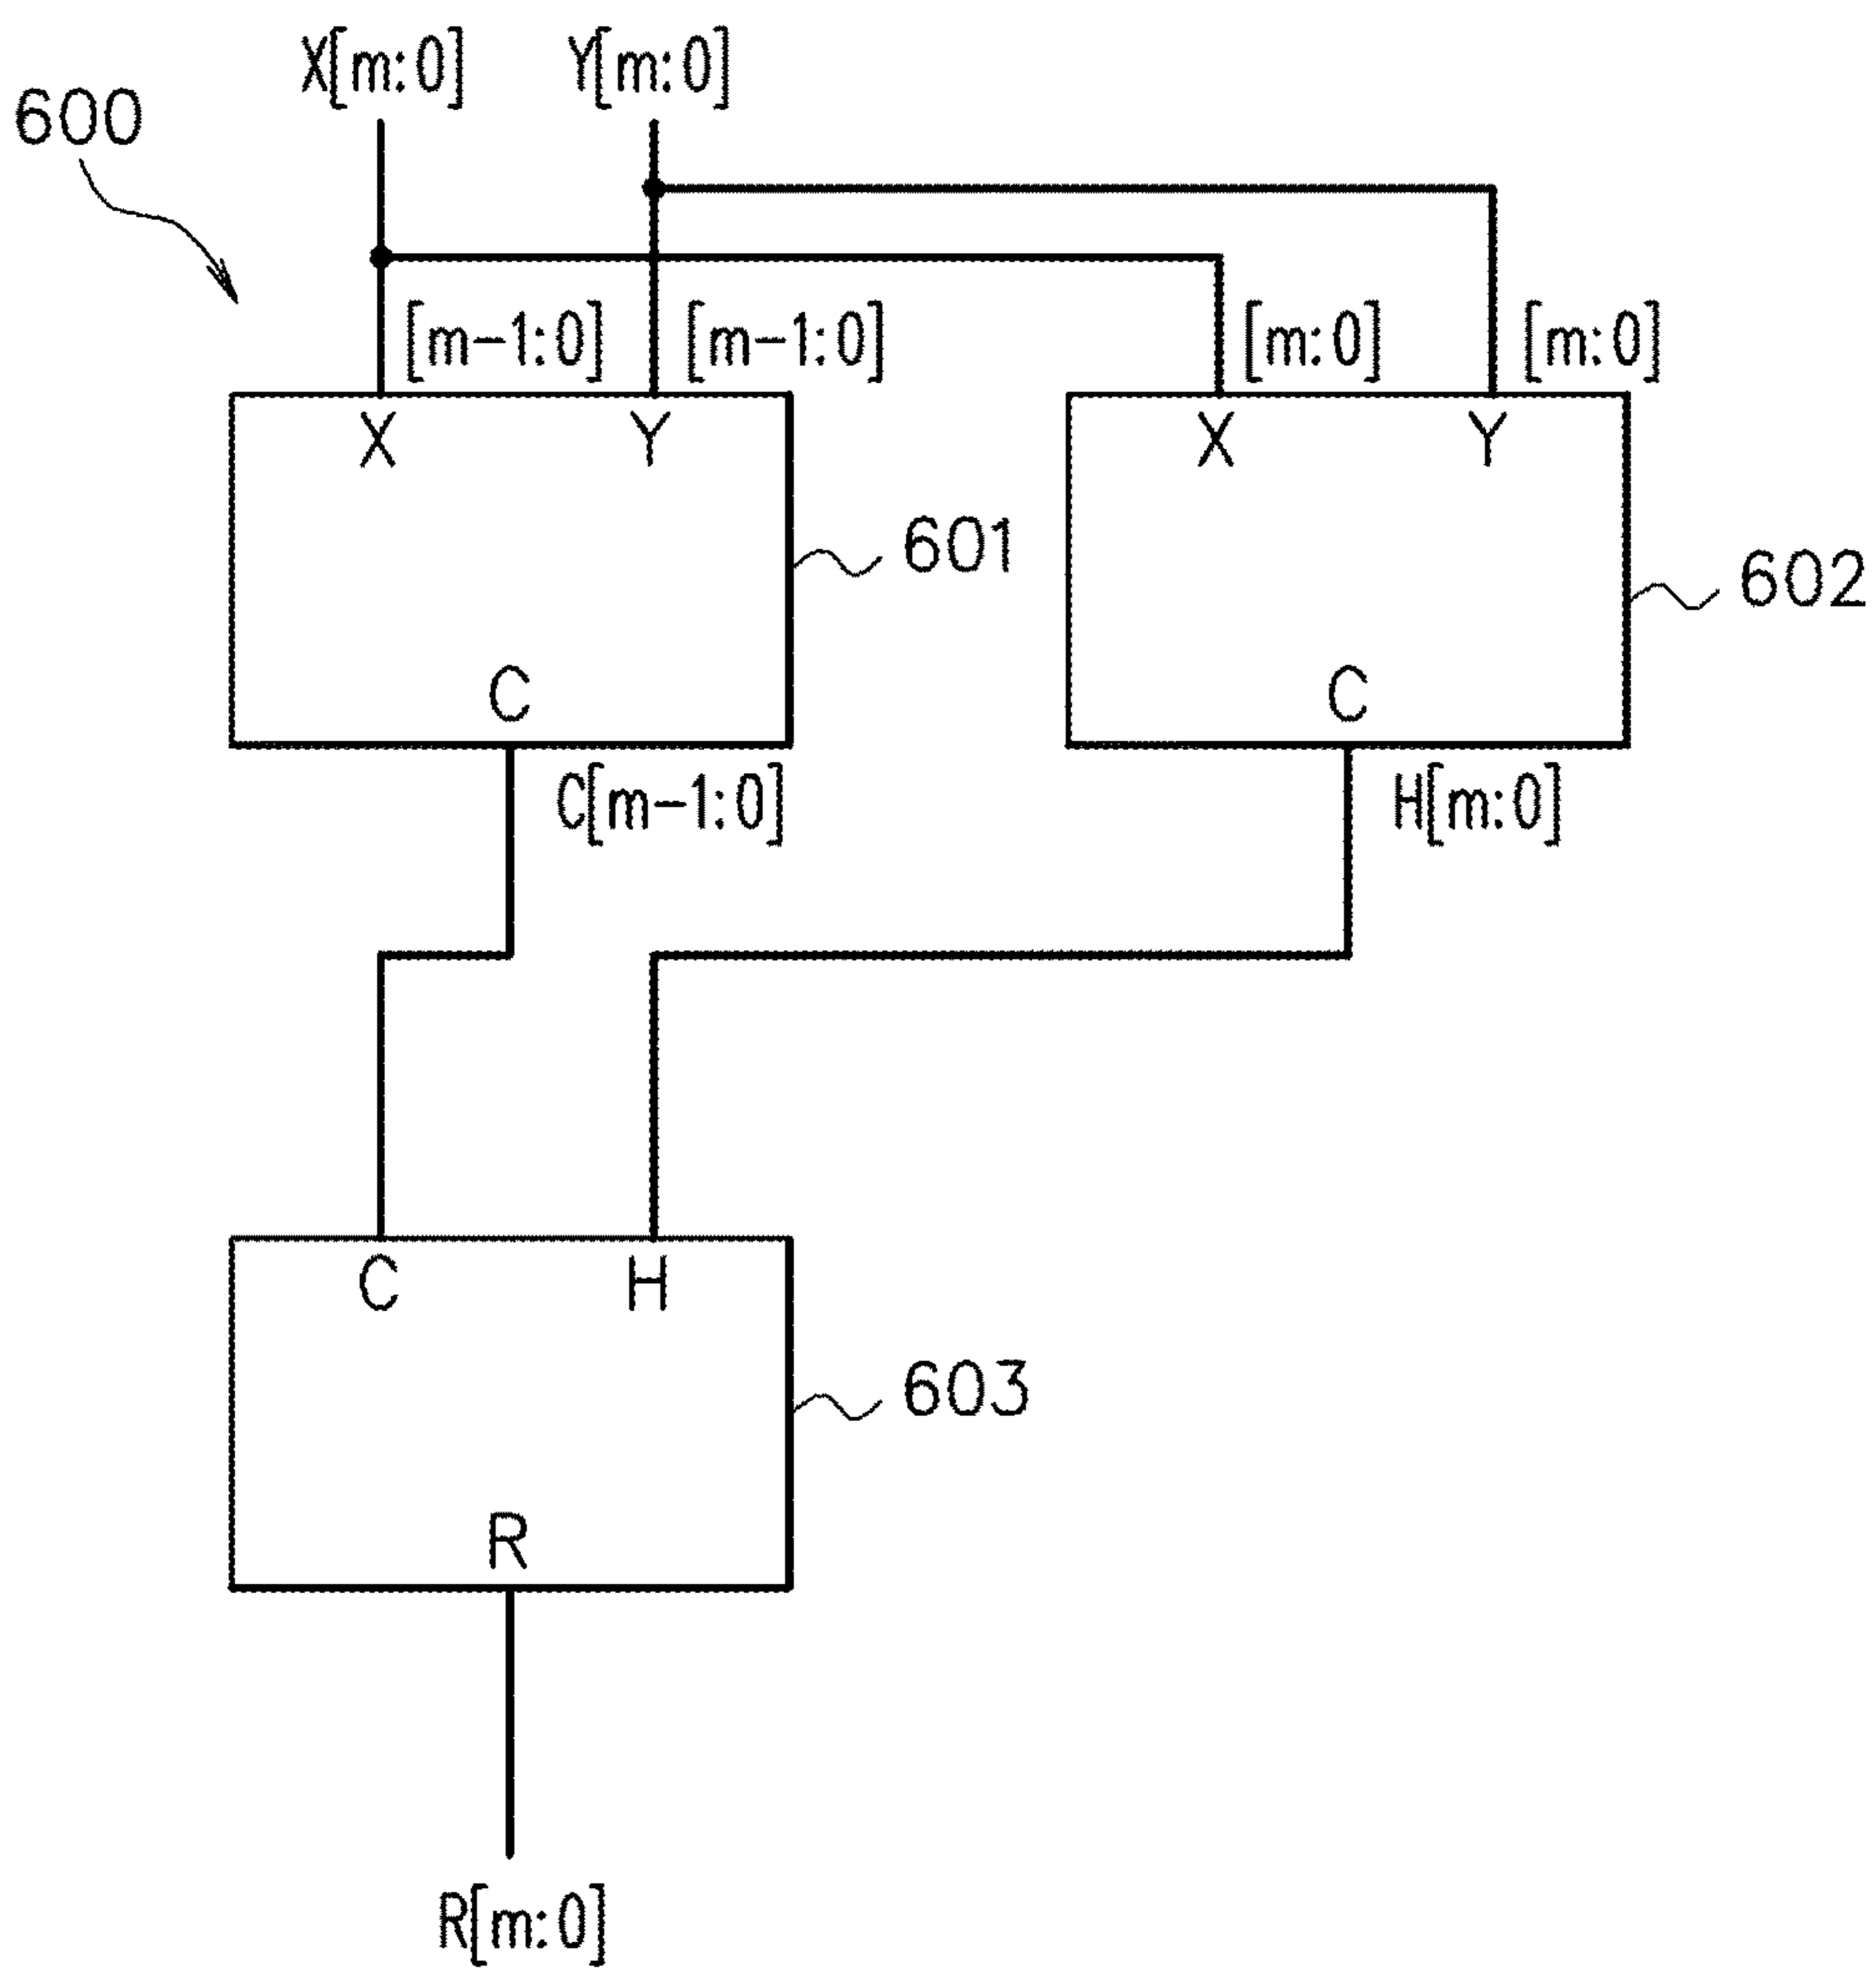 X[m:0] Y[m:0]
600
[m-1:0] [m-1:0] [m:0] [m:0]
X Y X Y
601
602
C C
C[m-1:0] H[m:0]
C H
603
R
R[m:0]